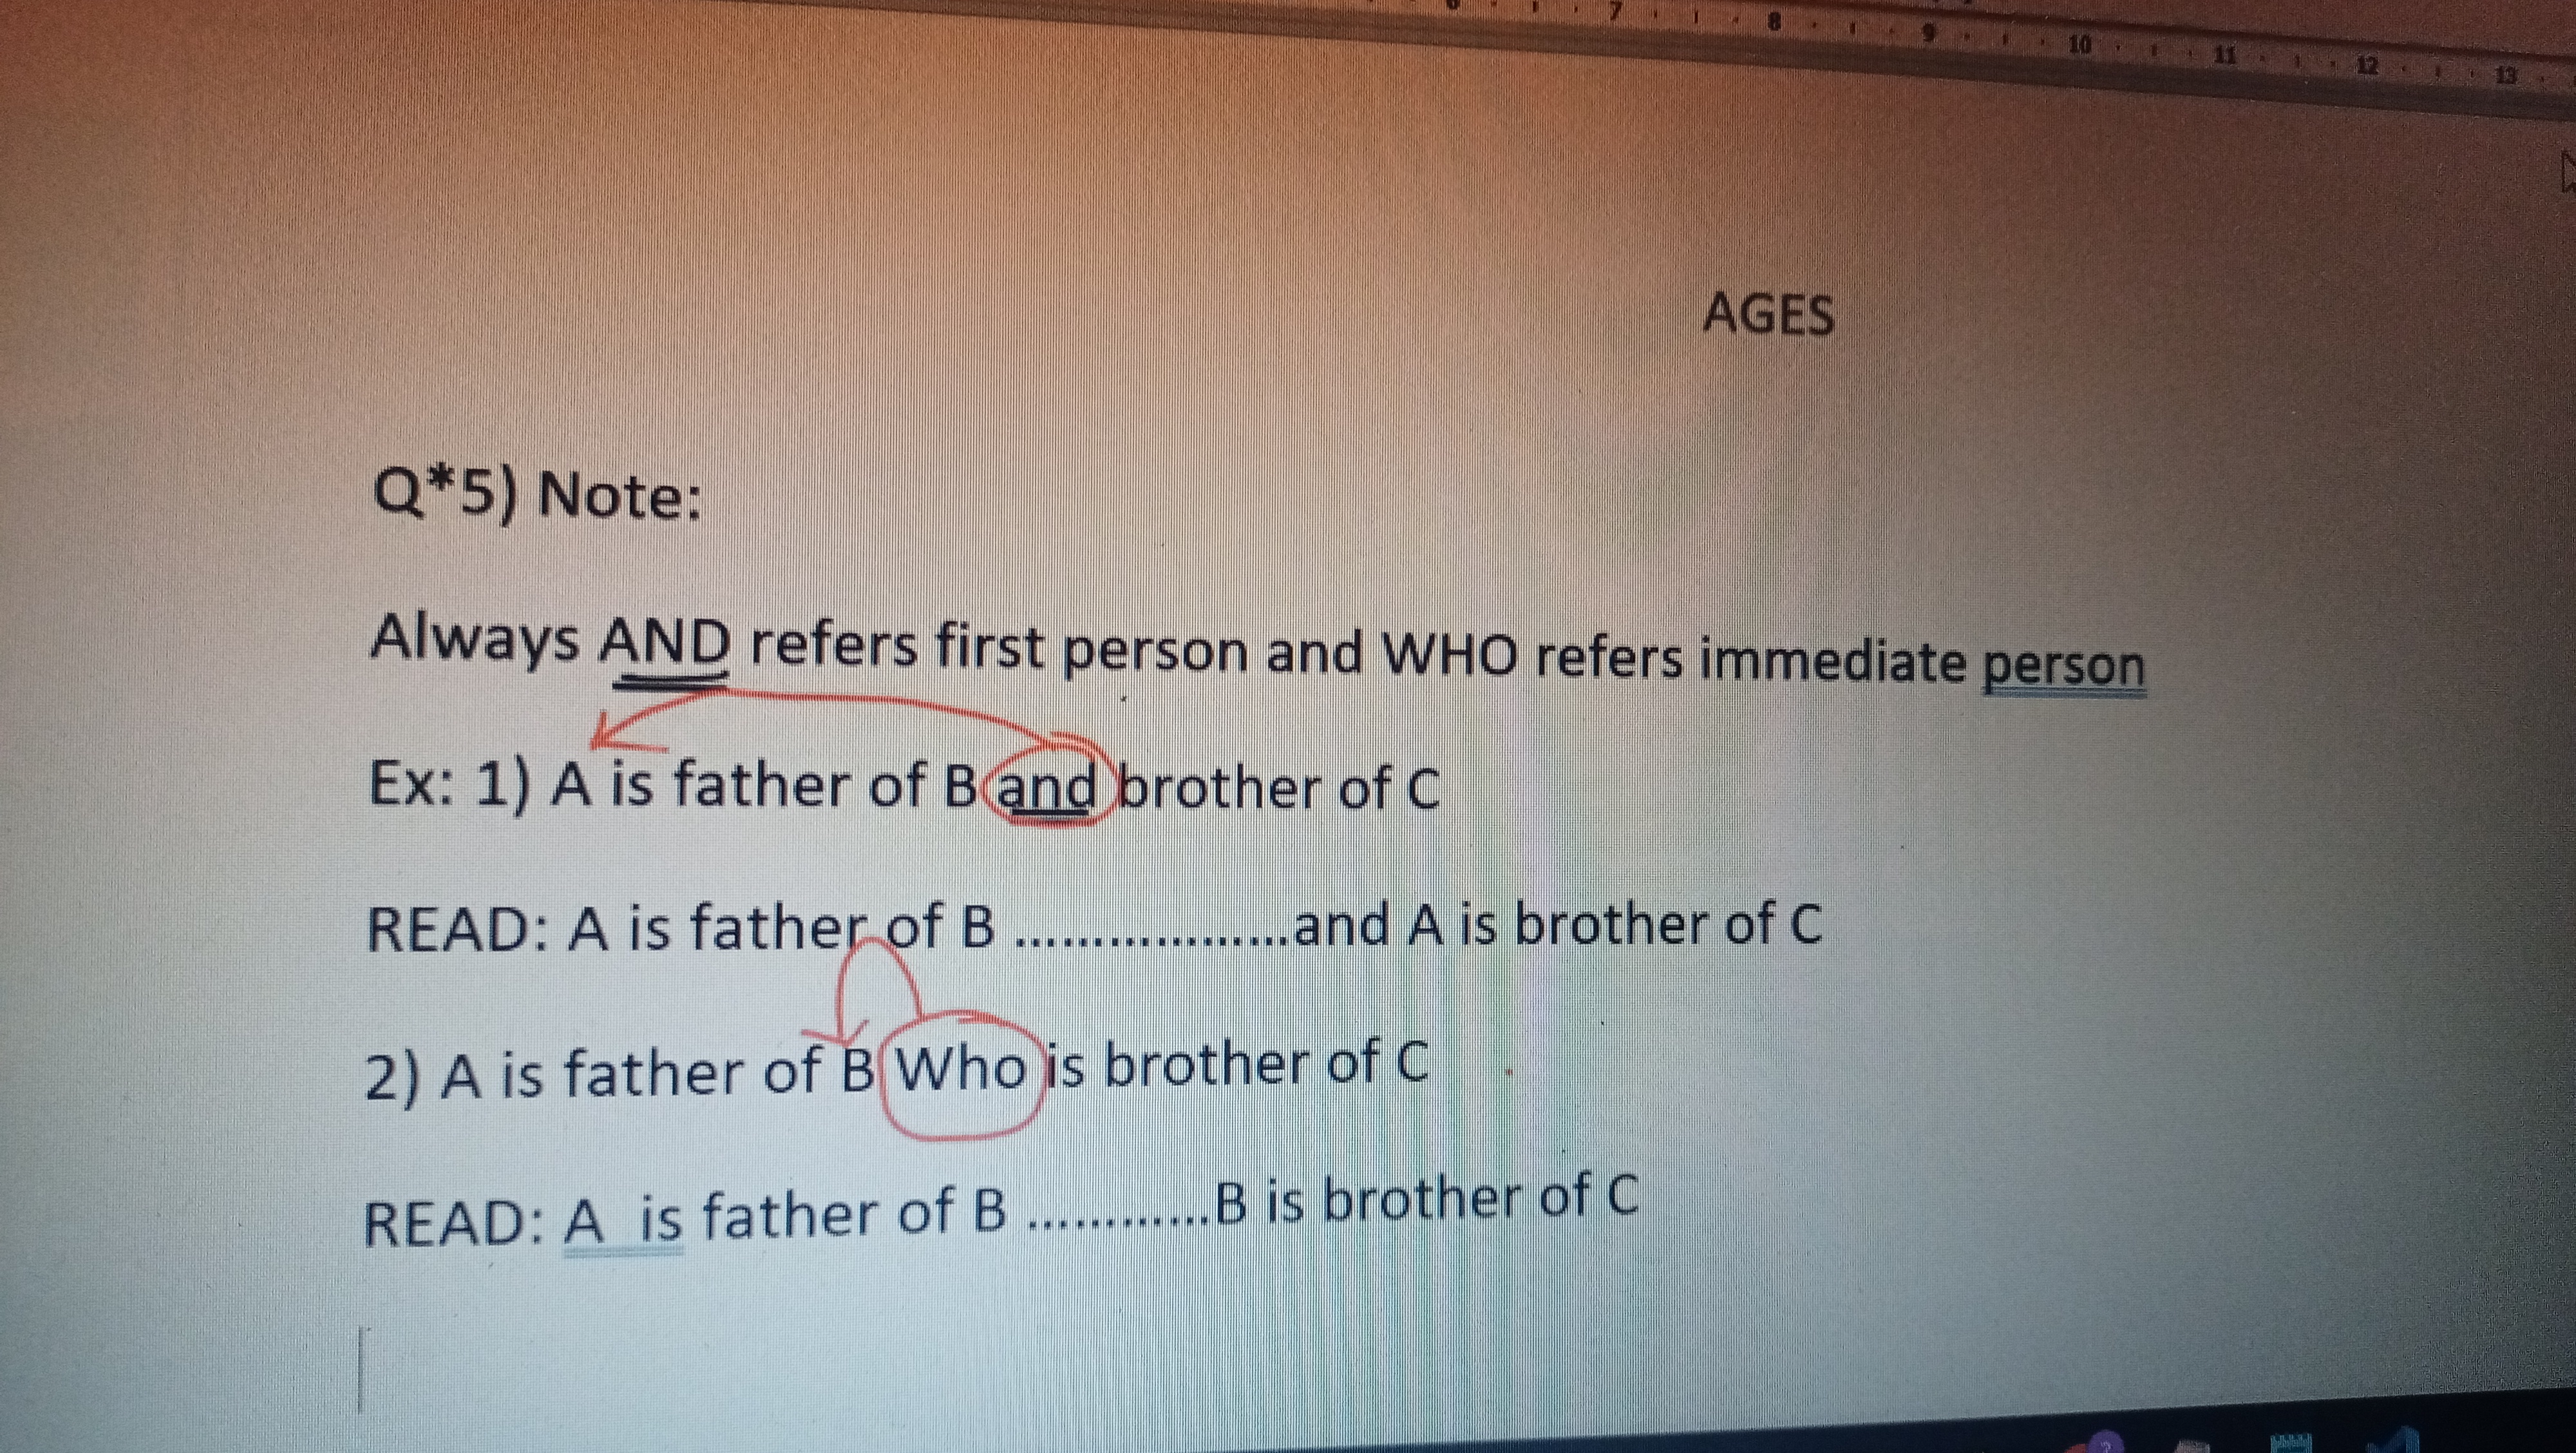 7 8 9 10 11 12 13
AGES
Q*5) Note:
Always AND refers first person and WHO refers immediate person
Ex: 1) A is father of B and brother of C
READ: A is father of B ..................and A is brother of C
2) A is father of B Who is brother of C
READ: A  is father of B ............B is brother of C